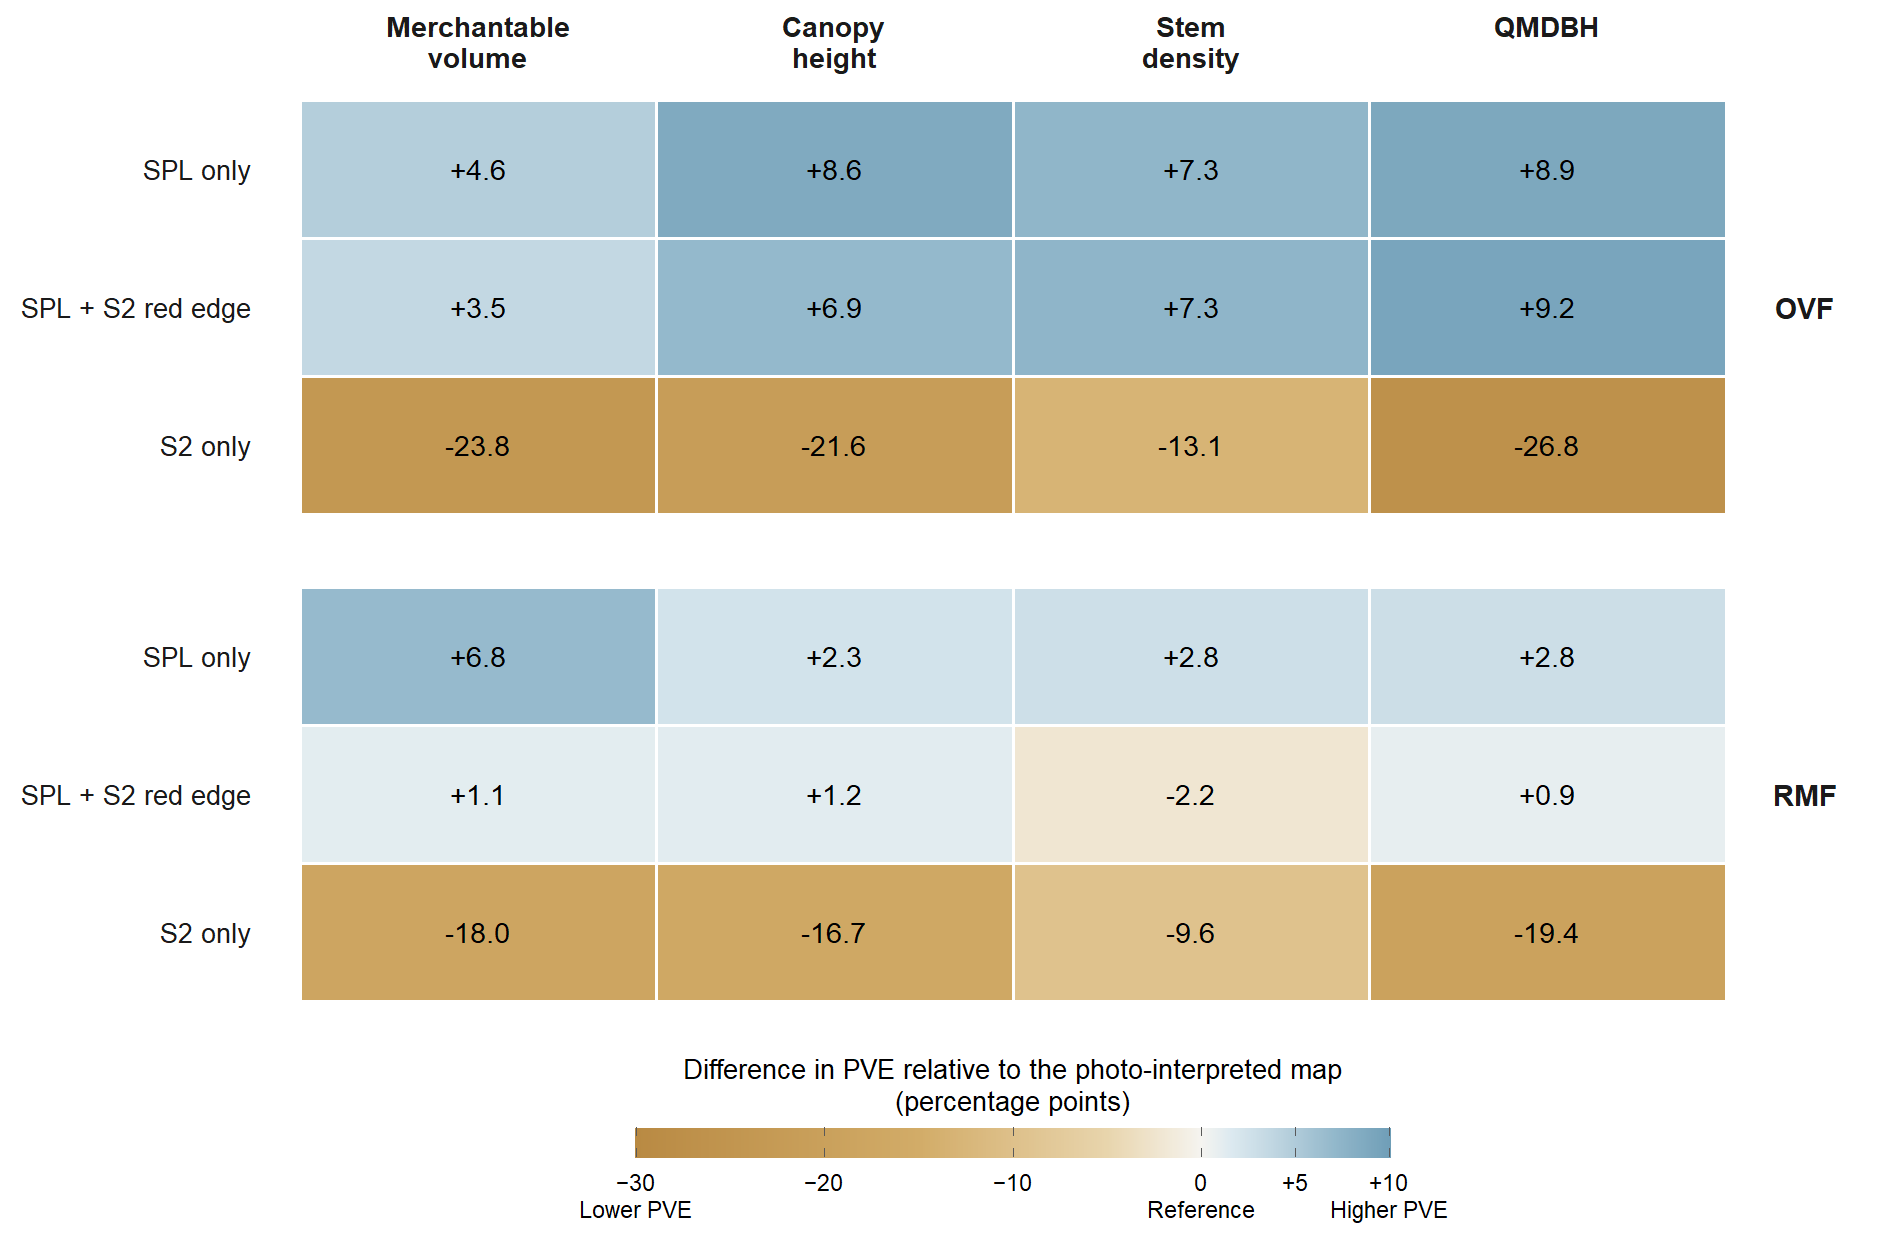 Merchantable volume
Canopy height
Stem density
QMDBH
SPL only
+4.6
+8.6
+7.3
+8.9
SPL + S2 red edge
+3.5
+6.9
+7.3
+9.2
OVF
S2 only
-23.8
-21.6
-13.1
-26.8
SPL only
+6.8
+2.3
+2.8
+2.8
SPL + S2 red edge
+1.1
+1.2
-2.2
+0.9
RMF
S2 only
-18.0
-16.7
-9.6
-19.4
Difference in PVE relative to the photo-interpreted map
(percentage points)
−30
−20
−10
0
+5
+10
Lower PVE
Reference
Higher PVE